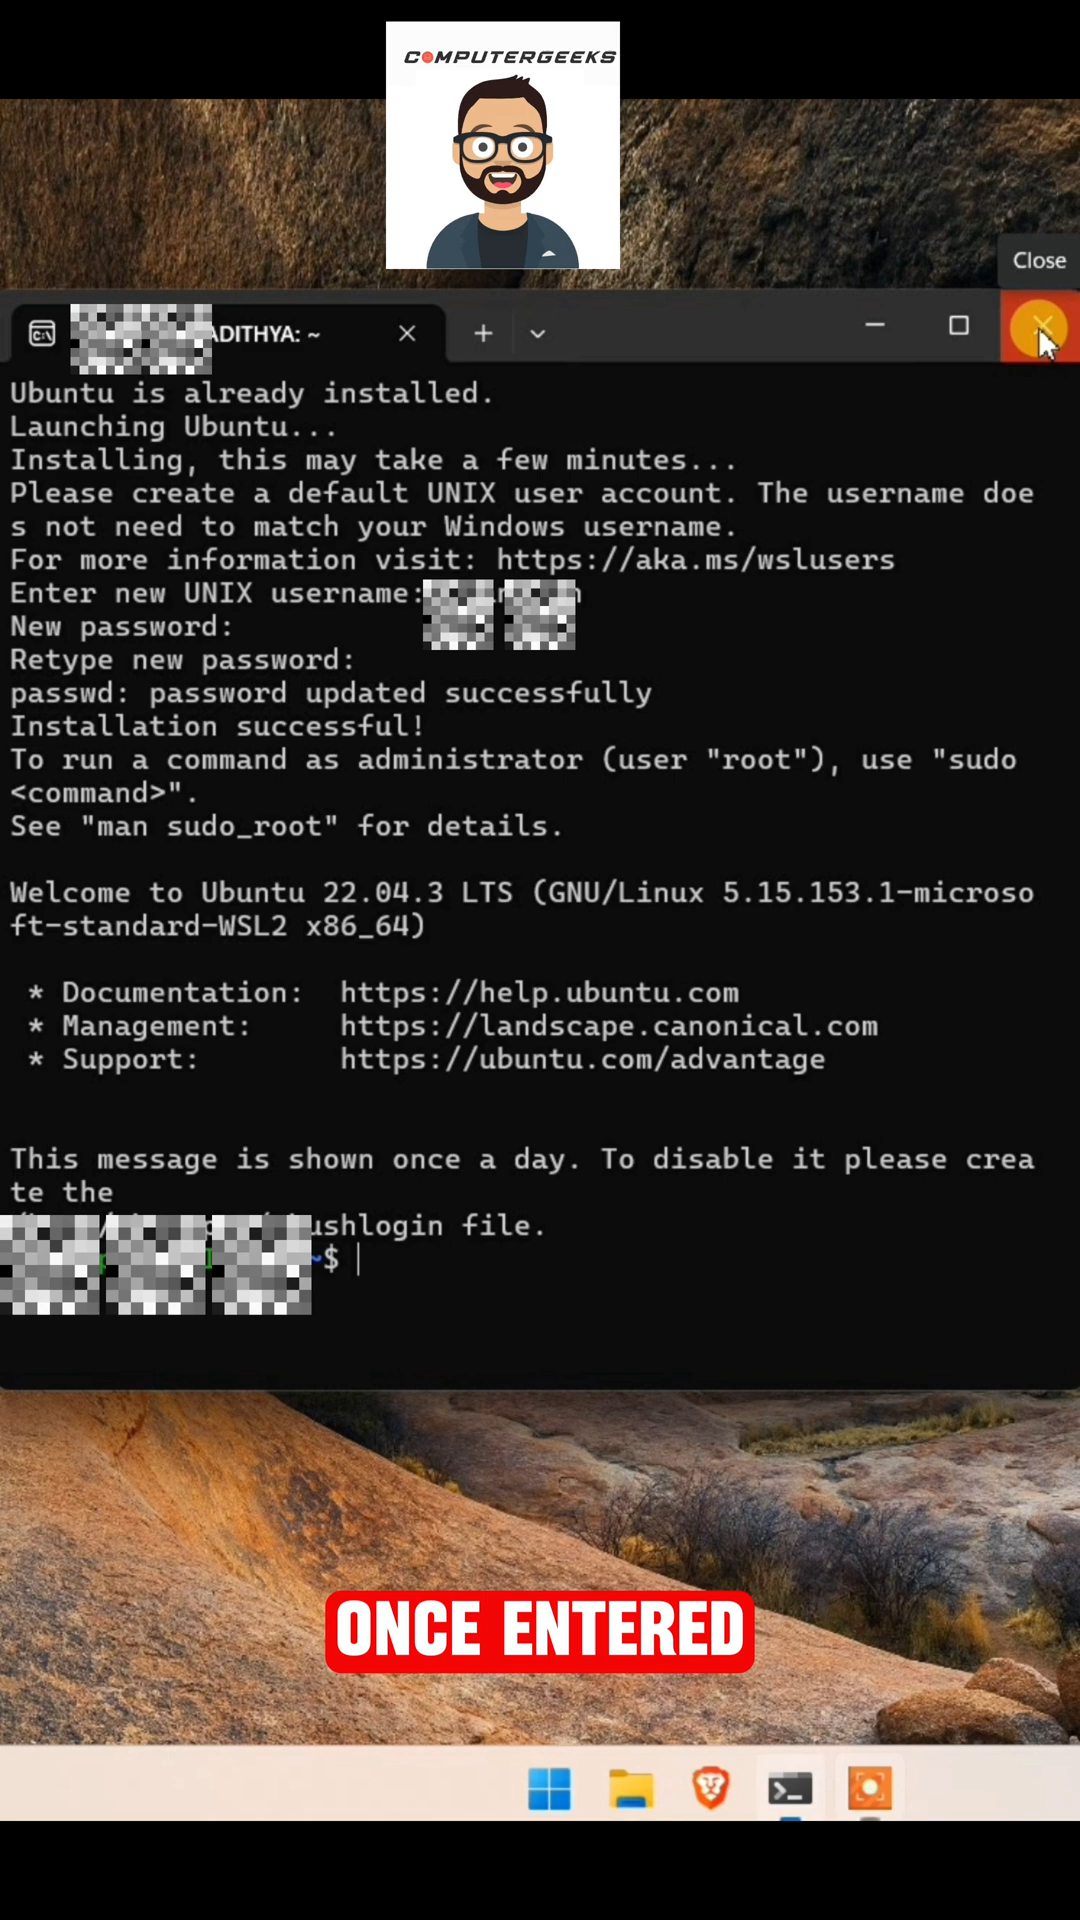 COMPUTERGEEKS
Close
ADITHYA: ~
Ubuntu is already installed.
Launching Ubuntu...
Installing, this may take a few minutes...
Please create a default UNIX user account. The username doe
s not need to match your Windows username.
For more information visit: https://aka.ms/wslusers
Enter new UNIX username:
New password:
Retype new password:
passwd: password updated successfully
Installation successful!
To run a command as administrator (user "root"), use "sudo
<command>".
See "man sudo_root" for details.
Welcome to Ubuntu 22.04.3 LTS (GNU/Linux 5.15.153.1-microso
ft-standard-WSL2 x86_64)
* Documentation: https://help.ubuntu.com
* Management: https://landscape.canonical.com
* Support: https://ubuntu.com/advantage
This message is shown once a day. To disable it please crea
te the
ushlogin file.
~$
ONCE ENTERED